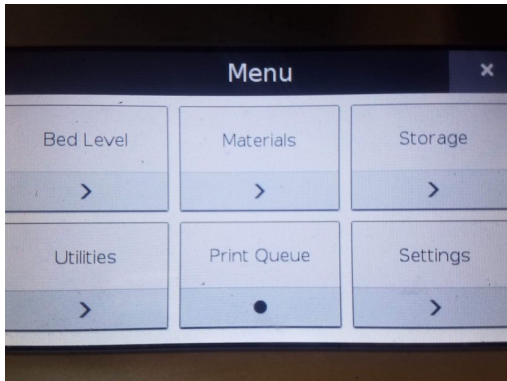 Menu ×
Bed Level Materials Storage
> > >
Utilities Print Queue Settings
> ● >